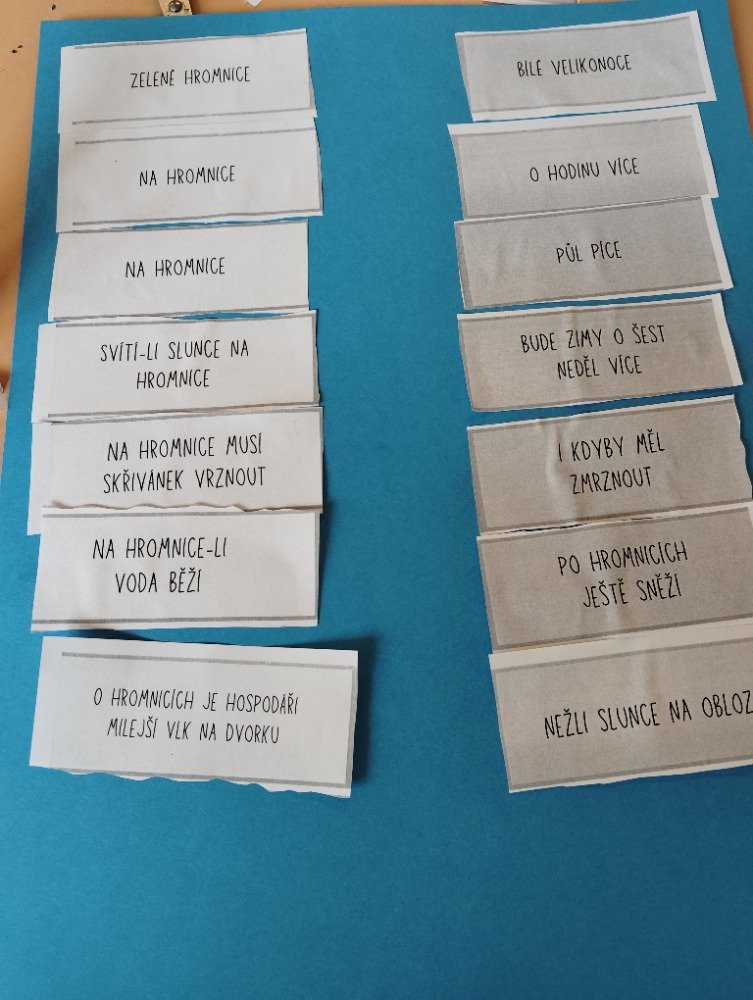 ZELENÉ HROMNICE
BÍLÉ VELIKONOCE
NA HROMNICE
O HODINU VÍCE
NA HROMNICE
PŮL PÍCE
SVÍTÍ-LI SLUNCE NA
HROMNICE
BUDE ZIMY O ŠEST
NEDĚL VÍCE
NA HROMNICE MUSÍ
SKŘIVÁNEK VRZNOUT
I KDYBY MĚL
ZMRZNOUT
NA HROMNICE-LI
VODA BĚŽÍ
PO HROMNICÍCH
JEŠTĚ SNĚŽÍ
O HROMNICÍCH JE HOSPODÁŘI
MILEJŠÍ VLK NA DVORKU
NEŽLI SLUNCE NA OBLOZ